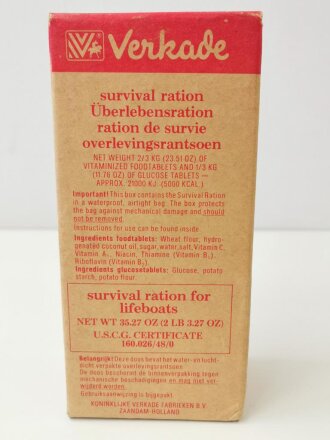 Verkade
survival ration
Überlebensration
ration de survie
overlevingsrantsoen
NET WEIGHT 2/3 KG (23.51 OZ) OF
VITAMINIZED FOODTABLETS AND 1/3 KG
(11.76 OZ) OF GLUCOSE TABLETS —
APPROX. 21000 KJ. (5000 KCAL)
Important! This box contains the Survival Ration
in a waterproof, airtight bag. The box protects
the bag against mechanical damage and should
not be removed.
Instructions for use can be found inside.
Ingredients foodtablets: Wheat flour, hydro-
genated coconut oil, sugar, water, salt, Vitamin C,
Vitamin A, Niacin, Thiamine (Vitamin B₁),
Riboflavin (Vitamin B₂).
Ingredients glucosetablets: Glucose, potato
starch, potato flour.
survival ration for
lifeboats
NET WT 35.27 OZ (2 LB 3.27 OZ)
U.S.C.G. CERTIFICATE
160.026/48/0
Belangrijk! Deze doos bevat het water- en lucht-
dicht verpakte overlevingsrantsoen
De doos beschermt de binnenverpakking tegen
mechanische beschadigingen en mag niet ver-
wijderd worden.
Gebruiksaanwijzing is bijgepakt.
KONINKLIJKE VERKADE FABRIEKEN B.V.
ZAANDAM-HOLLAND